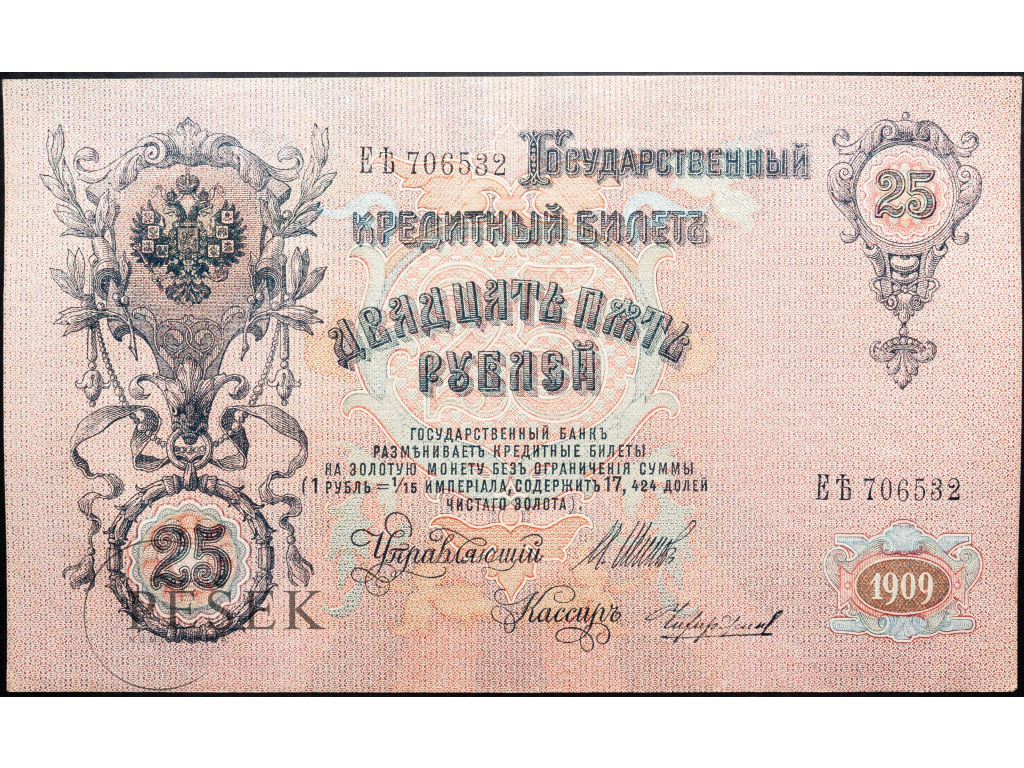 ЕѢ 706532 Государственный
25
Кредитный Билетъ
Двадцать Пять
Рублей
ГОСУДАРСТВЕННЫЙ БАНКЪ
РАЗМѢНИВАЕТЪ КРЕДИТНЫЕ БИЛЕТЫ
НА ЗОЛОТУЮ МОНЕТУ БЕЗЪ ОГРАНИЧЕНІЯ СУММЫ
(1 РУБЛЬ = 1/15 ИМПЕРІАЛА, СОДЕРЖИТЪ 17, 424 ДОЛЕЙ
ЧИСТАГО ЗОЛОТА).
ЕѢ 706532
Управляющій
25
1909
Кассиръ
PESEK